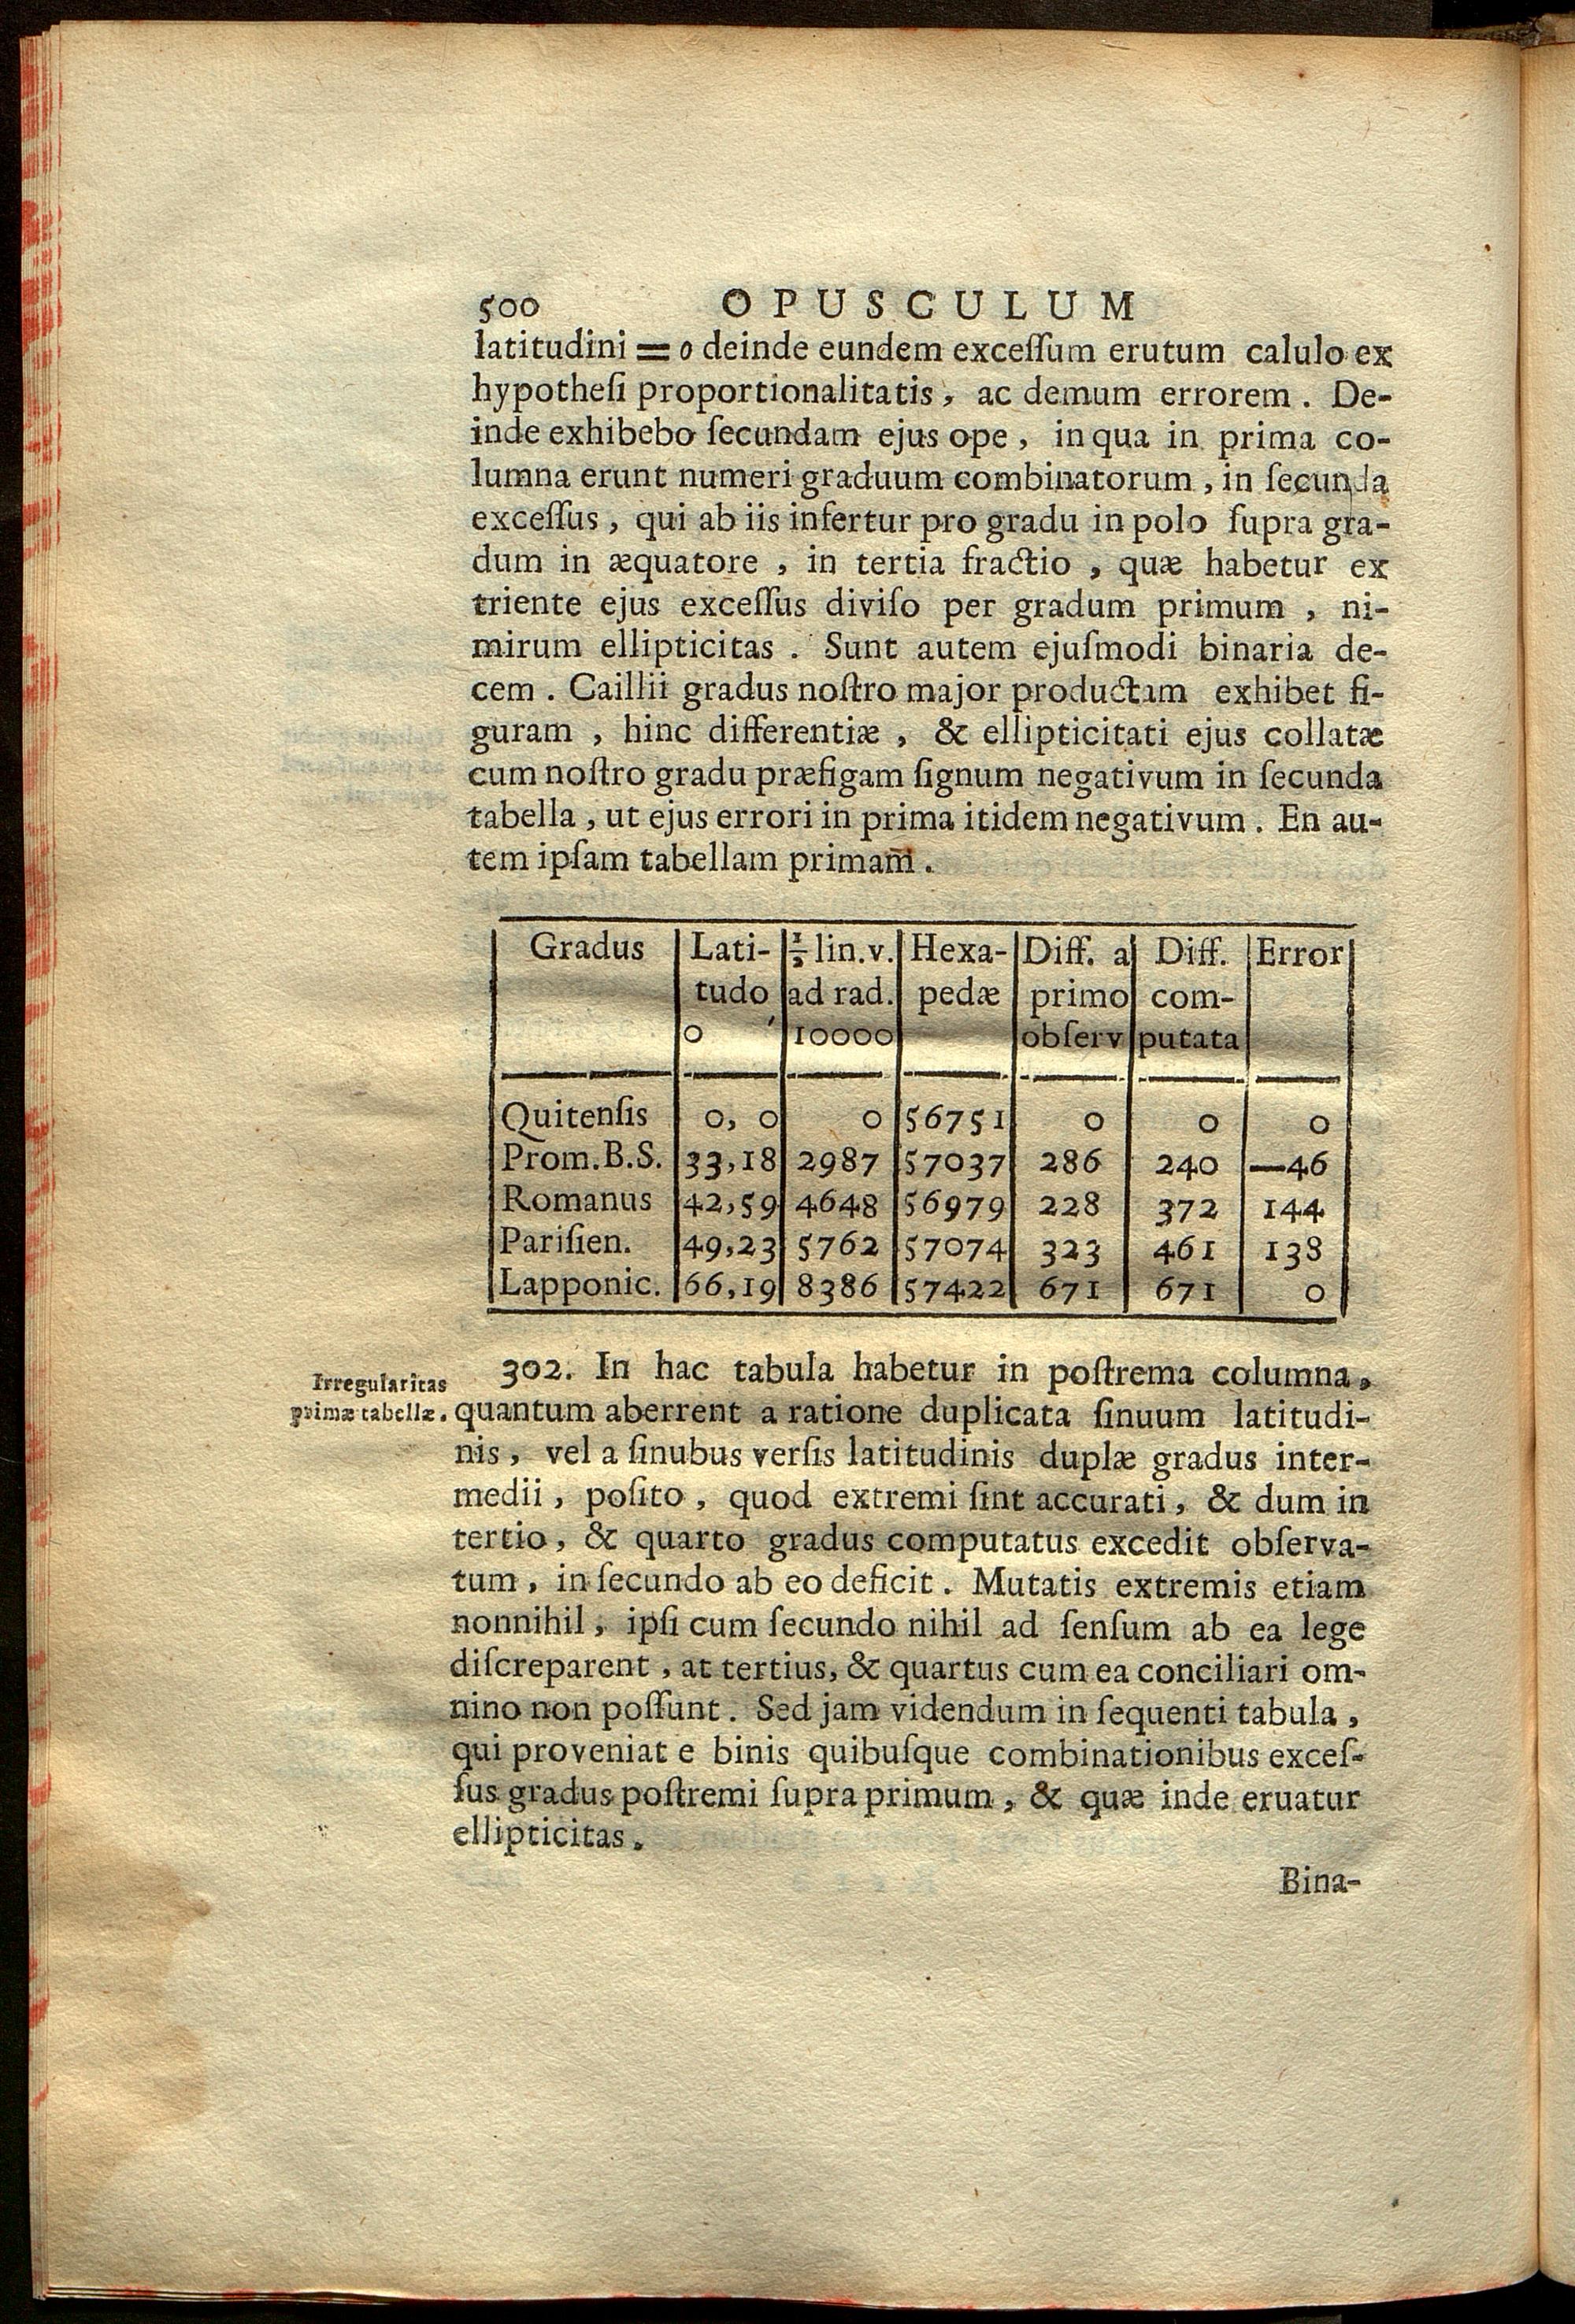 500 OPUSCULUM
latitudini = 0 deinde eundem exceſſum erutum calulo ex
hypotheſi proportionalitatis, ac demum errorem. De-
inde exhibebo ſecundam ejus ope, in qua in prima co-
lumna erunt numeri graduum combinatorum, in ſecunda
exceſſus, qui ab iis infertur pro gradu in polo ſupra gra-
dum in æquatore, in tertia fractio, quæ habetur ex
triente ejus exceſſus diviſo per gradum primum, ni-
mirum ellipticitas. Sunt autem ejuſmodi binaria de-
cem. Caillii gradus noſtro major productam exhibet fi-
guram, hinc differentiæ, & ellipticitati ejus collatæ
cum noſtro gradu præfigam ſignum negativum in ſecunda
tabella, ut ejus errori in prima itidem negativum. En au-
tem ipſam tabellam primam.
Gradus Lati- ½ lin.v. Hexa- Diff. a Diff. Error
tudo ad rad. pedæ primo com-
0 ′ 10000 obſerv putata
Quitenſis 0, 0 0 56751 0 0 0
Prom.B.S. 33,18 2987 57037 286 240 —46
Romanus 42,59 4648 56979 228 372 144
Pariſien. 49,23 5762 57074 323 461 138
Lapponic. 66,19 8386 57422 671 671 0
Irregularitas
primæ tabellæ.
302. In hac tabula habetur in poſtrema columna,
quantum aberrent a ratione duplicata ſinuum latitudi-
nis, vel a ſinubus verſis latitudinis duplæ gradus inter-
medii, poſito, quod extremi ſint accurati, & dum in
tertio, & quarto gradus computatus excedit obſerva-
tum, in ſecundo ab eo deficit. Mutatis extremis etiam
nonnihil, ipſi cum ſecundo nihil ad ſenſum ab ea lege
diſcreparent, at tertius, & quartus cum ea conciliari om-
nino non poſſunt. Sed jam videndum in ſequenti tabula,
qui proveniat e binis quibuſque combinationibus exceſ-
ſus gradus poſtremi ſupra primum, & quæ inde eruatur
ellipticitas.
Bina-